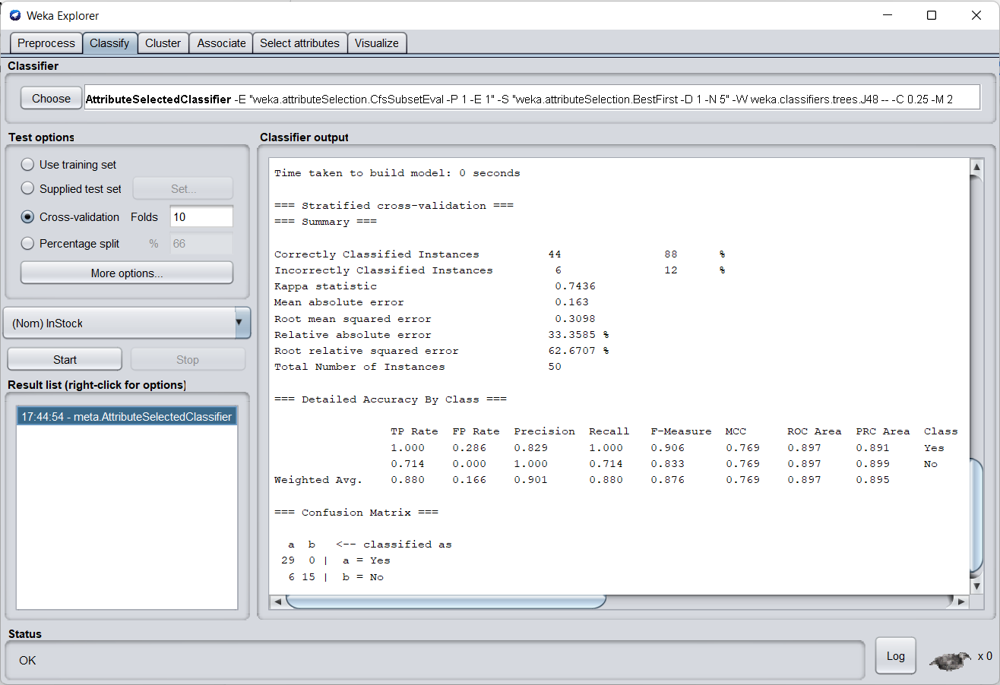 Weka Explorer
Preprocess Classify Cluster Associate Select attributes Visualize
Classifier
Choose AttributeSelectedClassifier -E "weka.attributeSelection.CfsSubsetEval -P 1 -E 1" -S "weka.attributeSelection.BestFirst -D 1 -N 5" -W weka.classifiers.trees.J48 -- -C 0.25 -M 2
Test options
Use training set
Supplied test set Set...
Cross-validation Folds 10
Percentage split % 66
More options...
(Nom) InStock
Start Stop
Result list (right-click for options)
17:44:54 - meta.AttributeSelectedClassifier
Classifier output
Time taken to build model: 0 seconds
=== Stratified cross-validation ===
=== Summary ===
Correctly Classified Instances 44 88 %
Incorrectly Classified Instances 6 12 %
Kappa statistic 0.7436
Mean absolute error 0.163
Root mean squared error 0.3098
Relative absolute error 33.3585 %
Root relative squared error 62.6707 %
Total Number of Instances 50
=== Detailed Accuracy By Class ===
TP Rate FP Rate Precision Recall F-Measure MCC ROC Area PRC Area Class
1.000 0.286 0.829 1.000 0.906 0.769 0.897 0.891 Yes
0.714 0.000 1.000 0.714 0.833 0.769 0.897 0.899 No
Weighted Avg. 0.880 0.166 0.901 0.880 0.876 0.769 0.897 0.895
=== Confusion Matrix ===
a b <-- classified as
29 0 | a = Yes
6 15 | b = No
Status
OK
Log
x 0